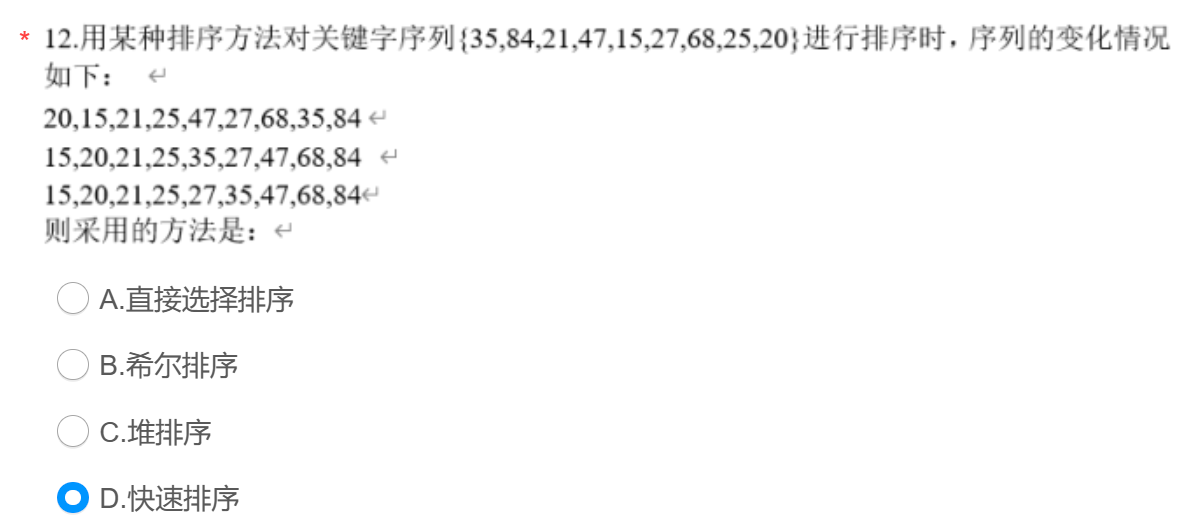 * 12.用某种排序方法对关键字序列{35,84,21,47,15,27,68,25,20}进行排序时，序列的变化情况
如下： ↵
20,15,21,25,47,27,68,35,84 ↵
15,20,21,25,35,27,47,68,84 ↵
15,20,21,25,27,35,47,68,84↵
则采用的方法是：↵
A.直接选择排序
B.希尔排序
C.堆排序
D.快速排序